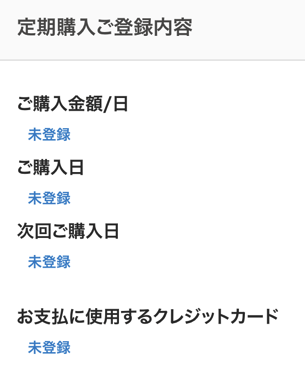 定期購入ご登録内容
ご購入金額/日
未登録
ご購入日
未登録
次回ご購入日
未登録
お支払に使用するクレジットカード
未登録